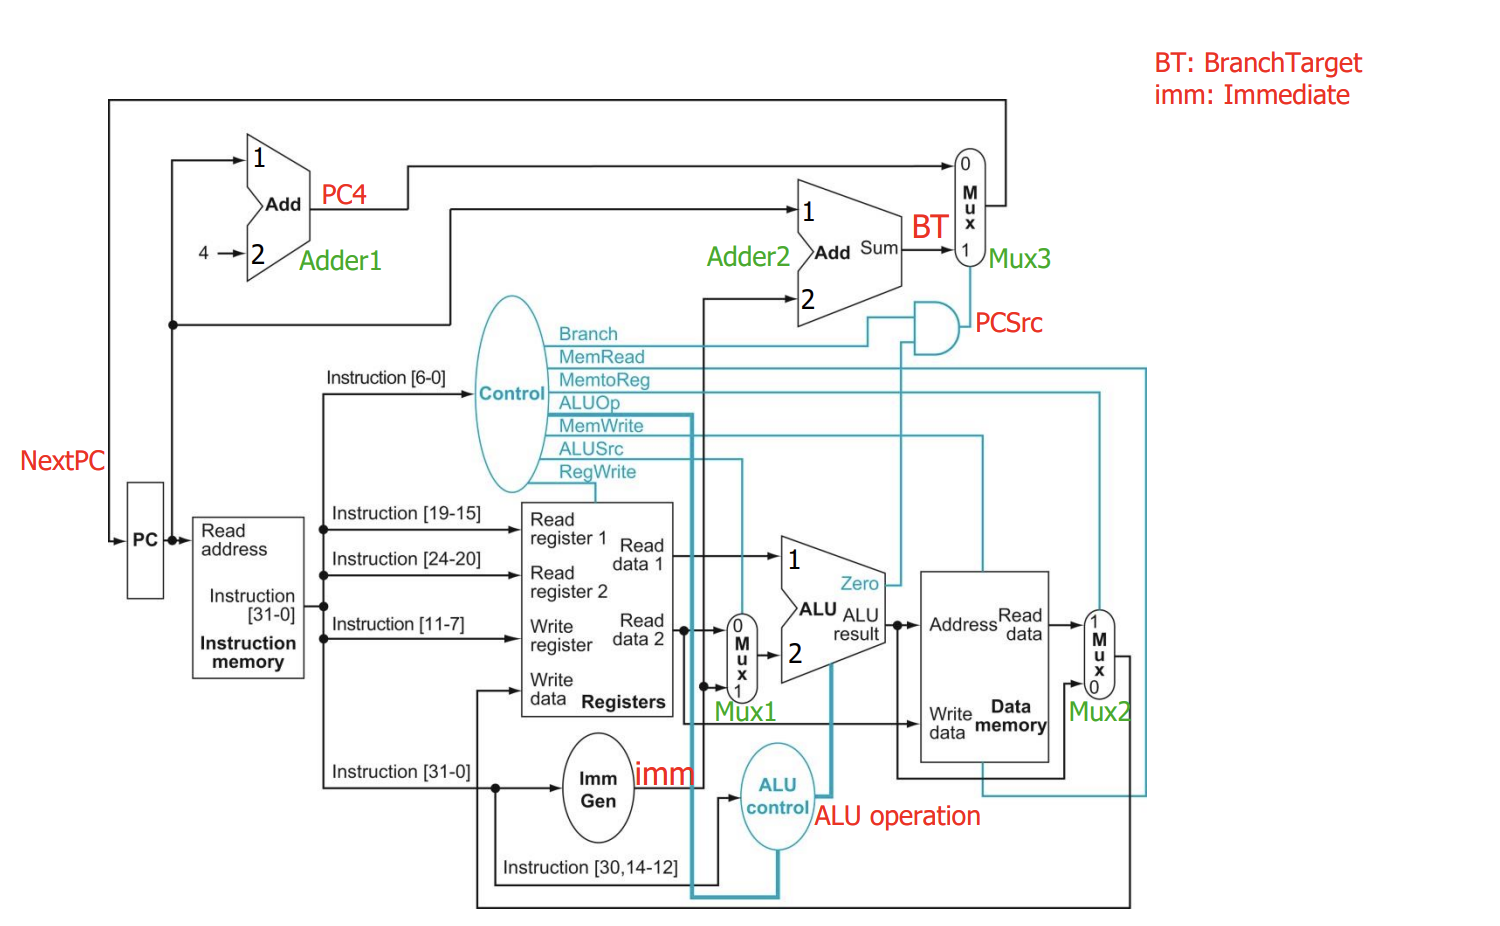 BT: BranchTarget
imm: Immediate
1
Add
PC4
4
2
Adder1
0
M
u
x
1
Mux3
1
BT
Adder2
Add Sum
2
PCSrc
Branch
MemRead
MemtoReg
ALUOp
MemWrite
ALUSrc
RegWrite
Control
Instruction [6-0]
NextPC
PC
Read
address
Instruction
[31-0]
Instruction
memory
Instruction [19-15]
Instruction [24-20]
Instruction [11-7]
Read
register 1
Read
data 1
Read
register 2
Write
register
Read
data 2
Write
data
Registers
0
M
u
x
1
Mux1
1
Zero
ALU
ALU
result
2
Address
Read
data
Write
data
Data
memory
1
M
u
x
0
Mux2
Instruction [31-0]
Imm
Gen
imm
ALU
control
ALU operation
Instruction [30,14-12]